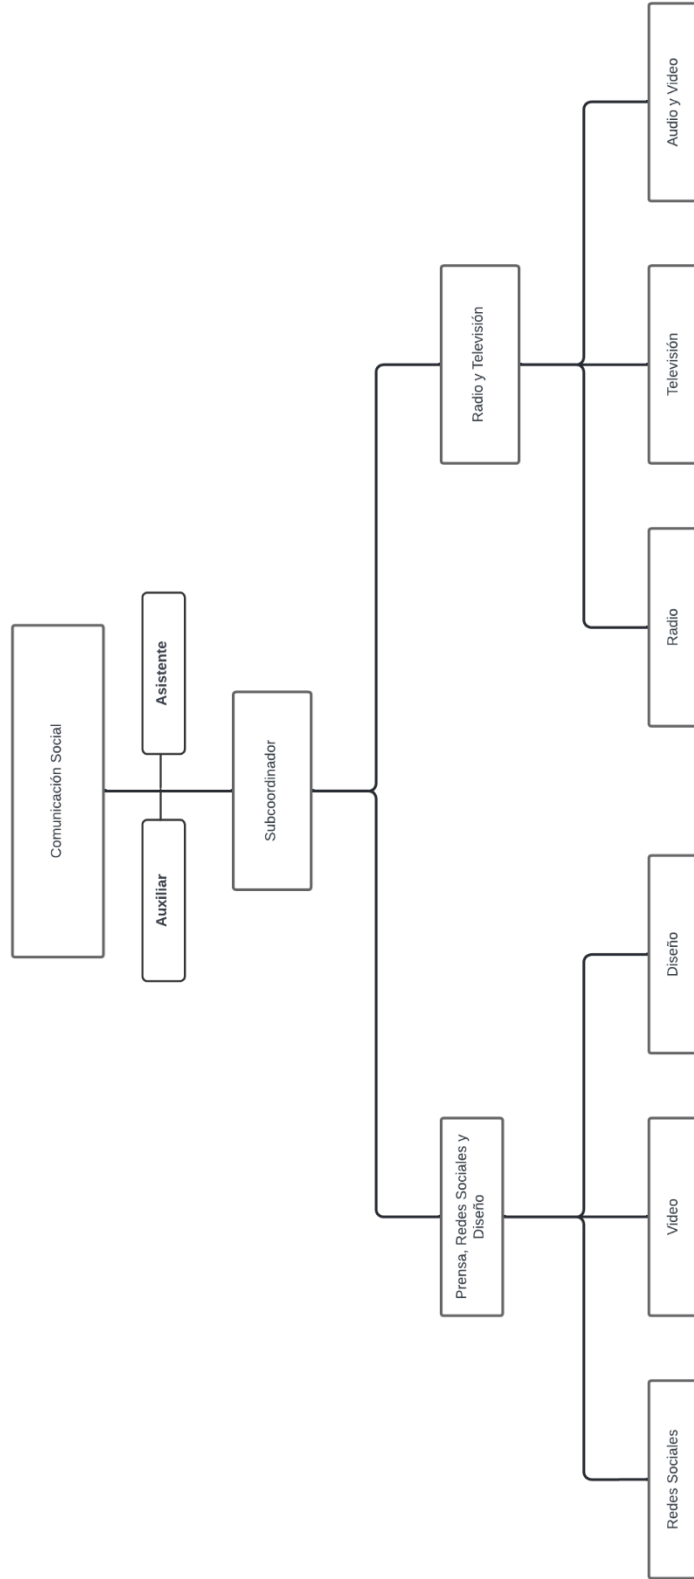 Comunicación Social
Auxiliar
Asistente
Subcoordinador
Prensa, Redes Sociales y
Diseño
Radio y Televisión
Redes Sociales
Video
Diseño
Radio
Televisión
Audio y Video